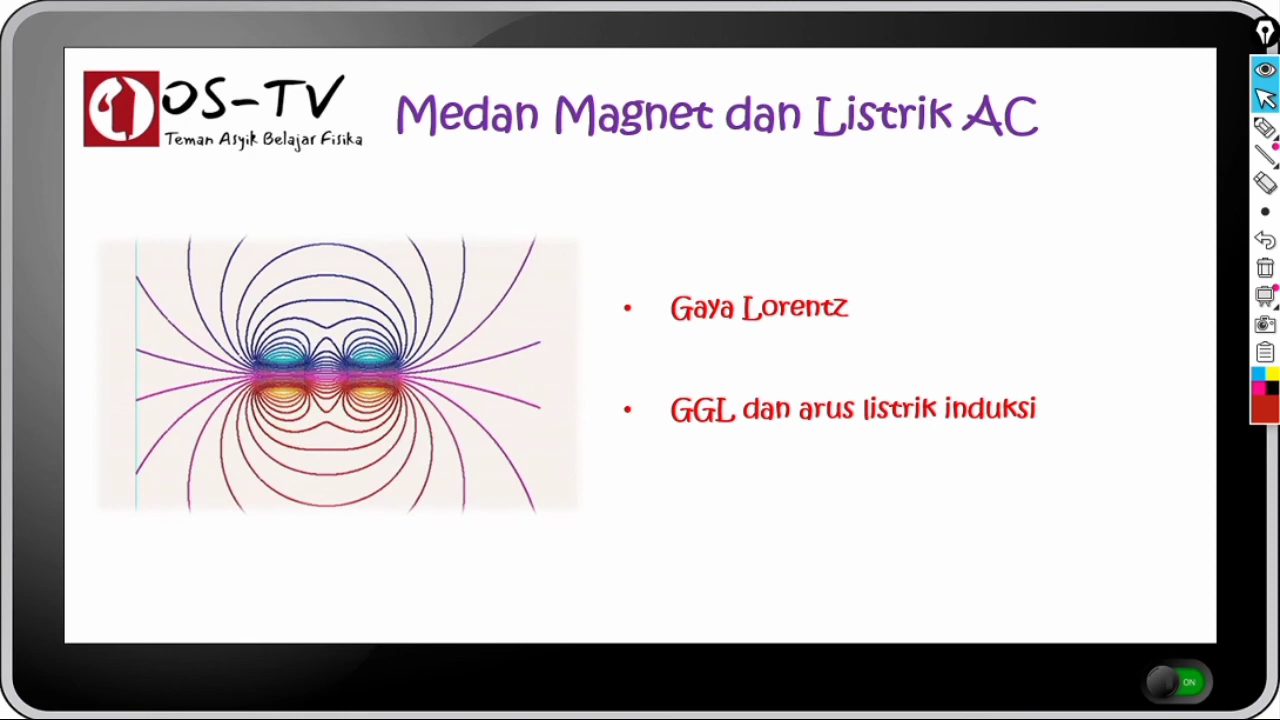 OS-TV
Teman Asyik Belajar Fisika
Medan Magnet dan Listrik AC
• Gaya Lorentz
• GGL dan arus listrik induksi
ON